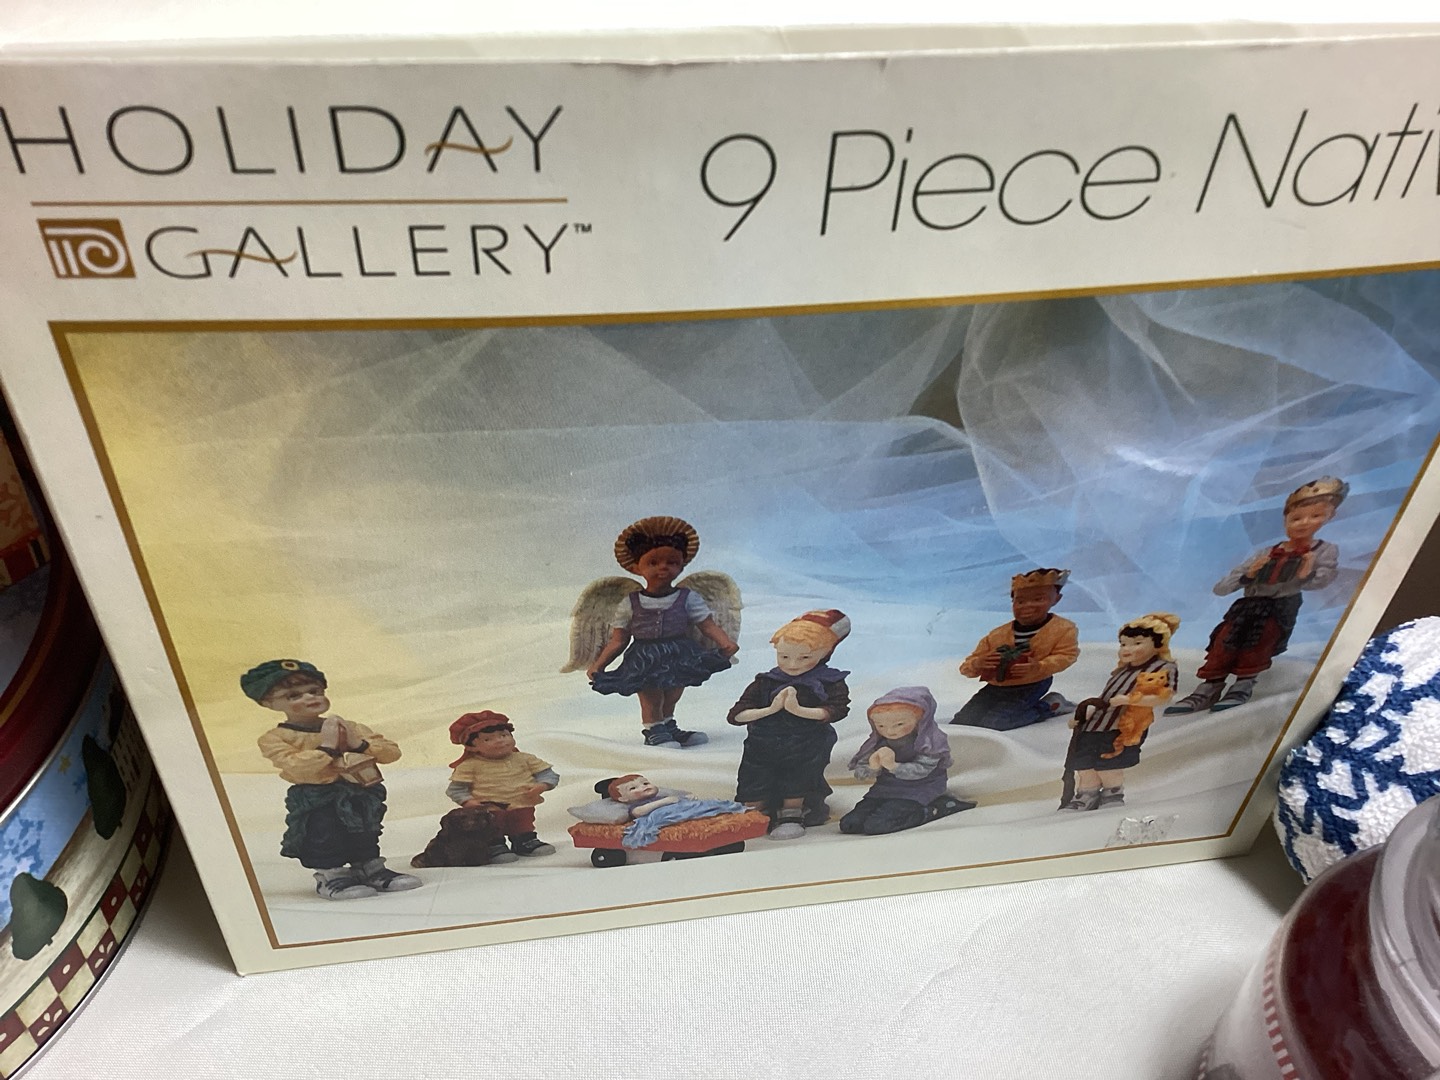 HOLIDAY
GALLERY™
9 Piece Nati